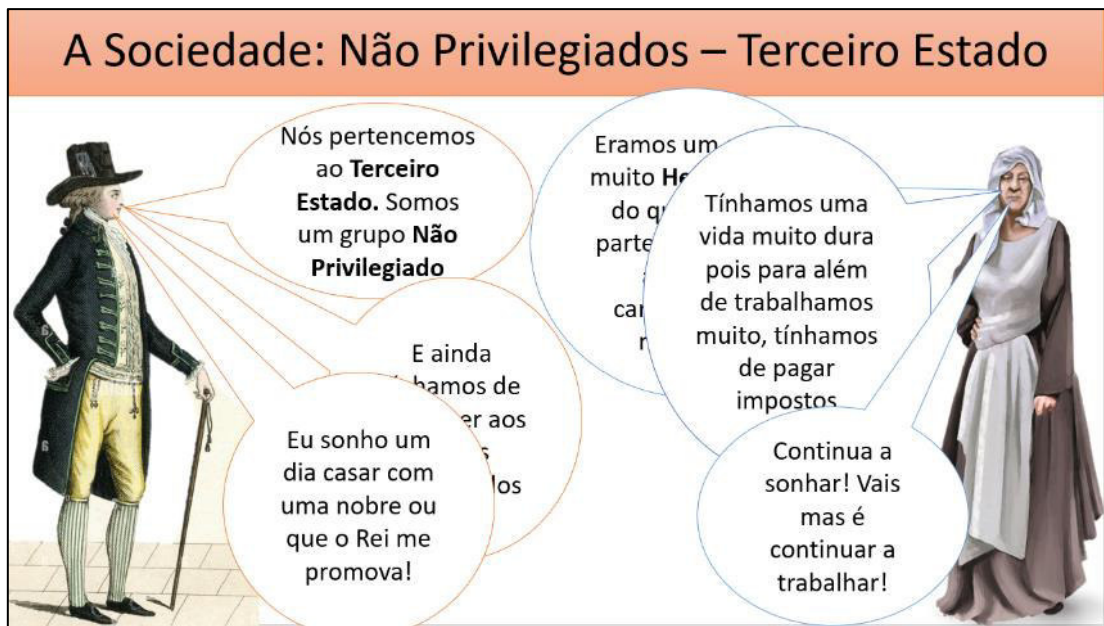 A Sociedade: Não Privilegiados – Terceiro Estado
Nós pertencemos
ao Terceiro
Estado. Somos
um grupo Não
Privilegiado
Eramos um
muito
do
Tínhamos uma
vida muito dura
pois para além
de trabalhamos
muito, tínhamos
de pagar
impostos
E ainda
de
aos
Eu sonho um
dia casar com
uma nobre ou
que o Rei me
promova!
Continua a
sonhar! Vais
mas é
continuar a
trabalhar!